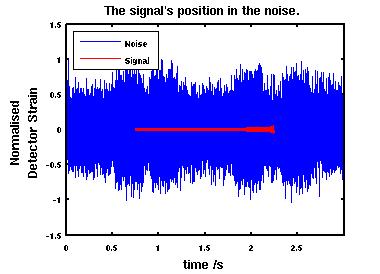 The signal's position in the noise.
1.5
Noise
Signal
1
0.5
0
-0.5
-1
-1.5
Normalised
Detector Strain
0 0.5 1 1.5 2 2.5
time /s